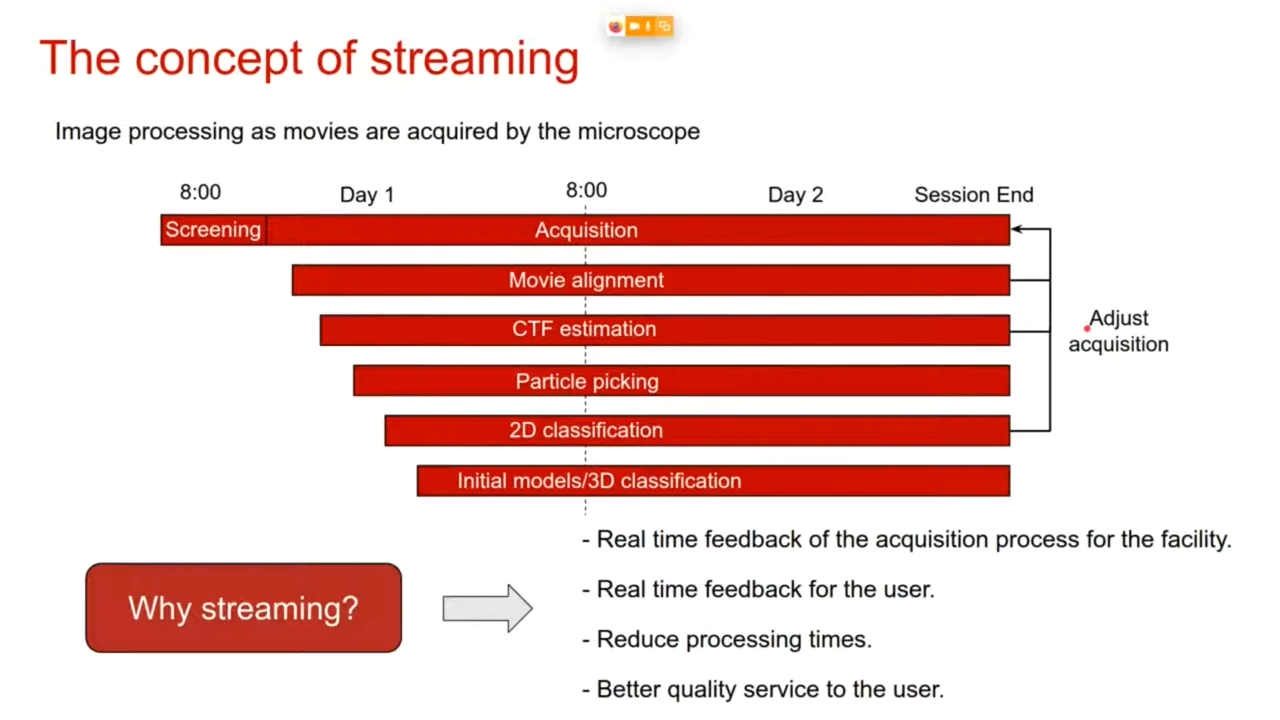 The concept of streaming
Image processing as movies are acquired by the microscope
8:00 Day 1 8:00 Day 2 Session End
Screening Acquisition
Movie alignment
CTF estimation
Particle picking
2D classification
Initial models/3D classification
Adjust
acquisition
Why streaming?
- Real time feedback of the acquisition process for the facility.
- Real time feedback for the user.
- Reduce processing times.
- Better quality service to the user.